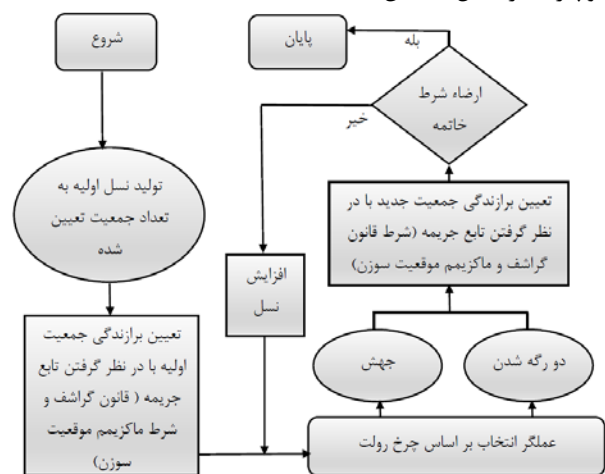 شروع
تولید نسل اولیه به
تعداد جمعیت تعیین
شده
تعیین برازندگی جمعیت
اولیه با در نظر گرفتن تابع
جریمه ( قانون گراشف و
شرط ماکزیمم موقعیت
سوزن)
عملگر انتخاب بر اساس چرخ رولت
دو رگه شدن
جهش
تعیین برازندگی جمعیت جدید با در
نظر گرفتن تابع جریمه (شرط قانون
گراشف و ماکزیمم موقعیت سوزن)
ارضاء شرط
خاتمه
خیر
افزایش
نسل
بله
پایان